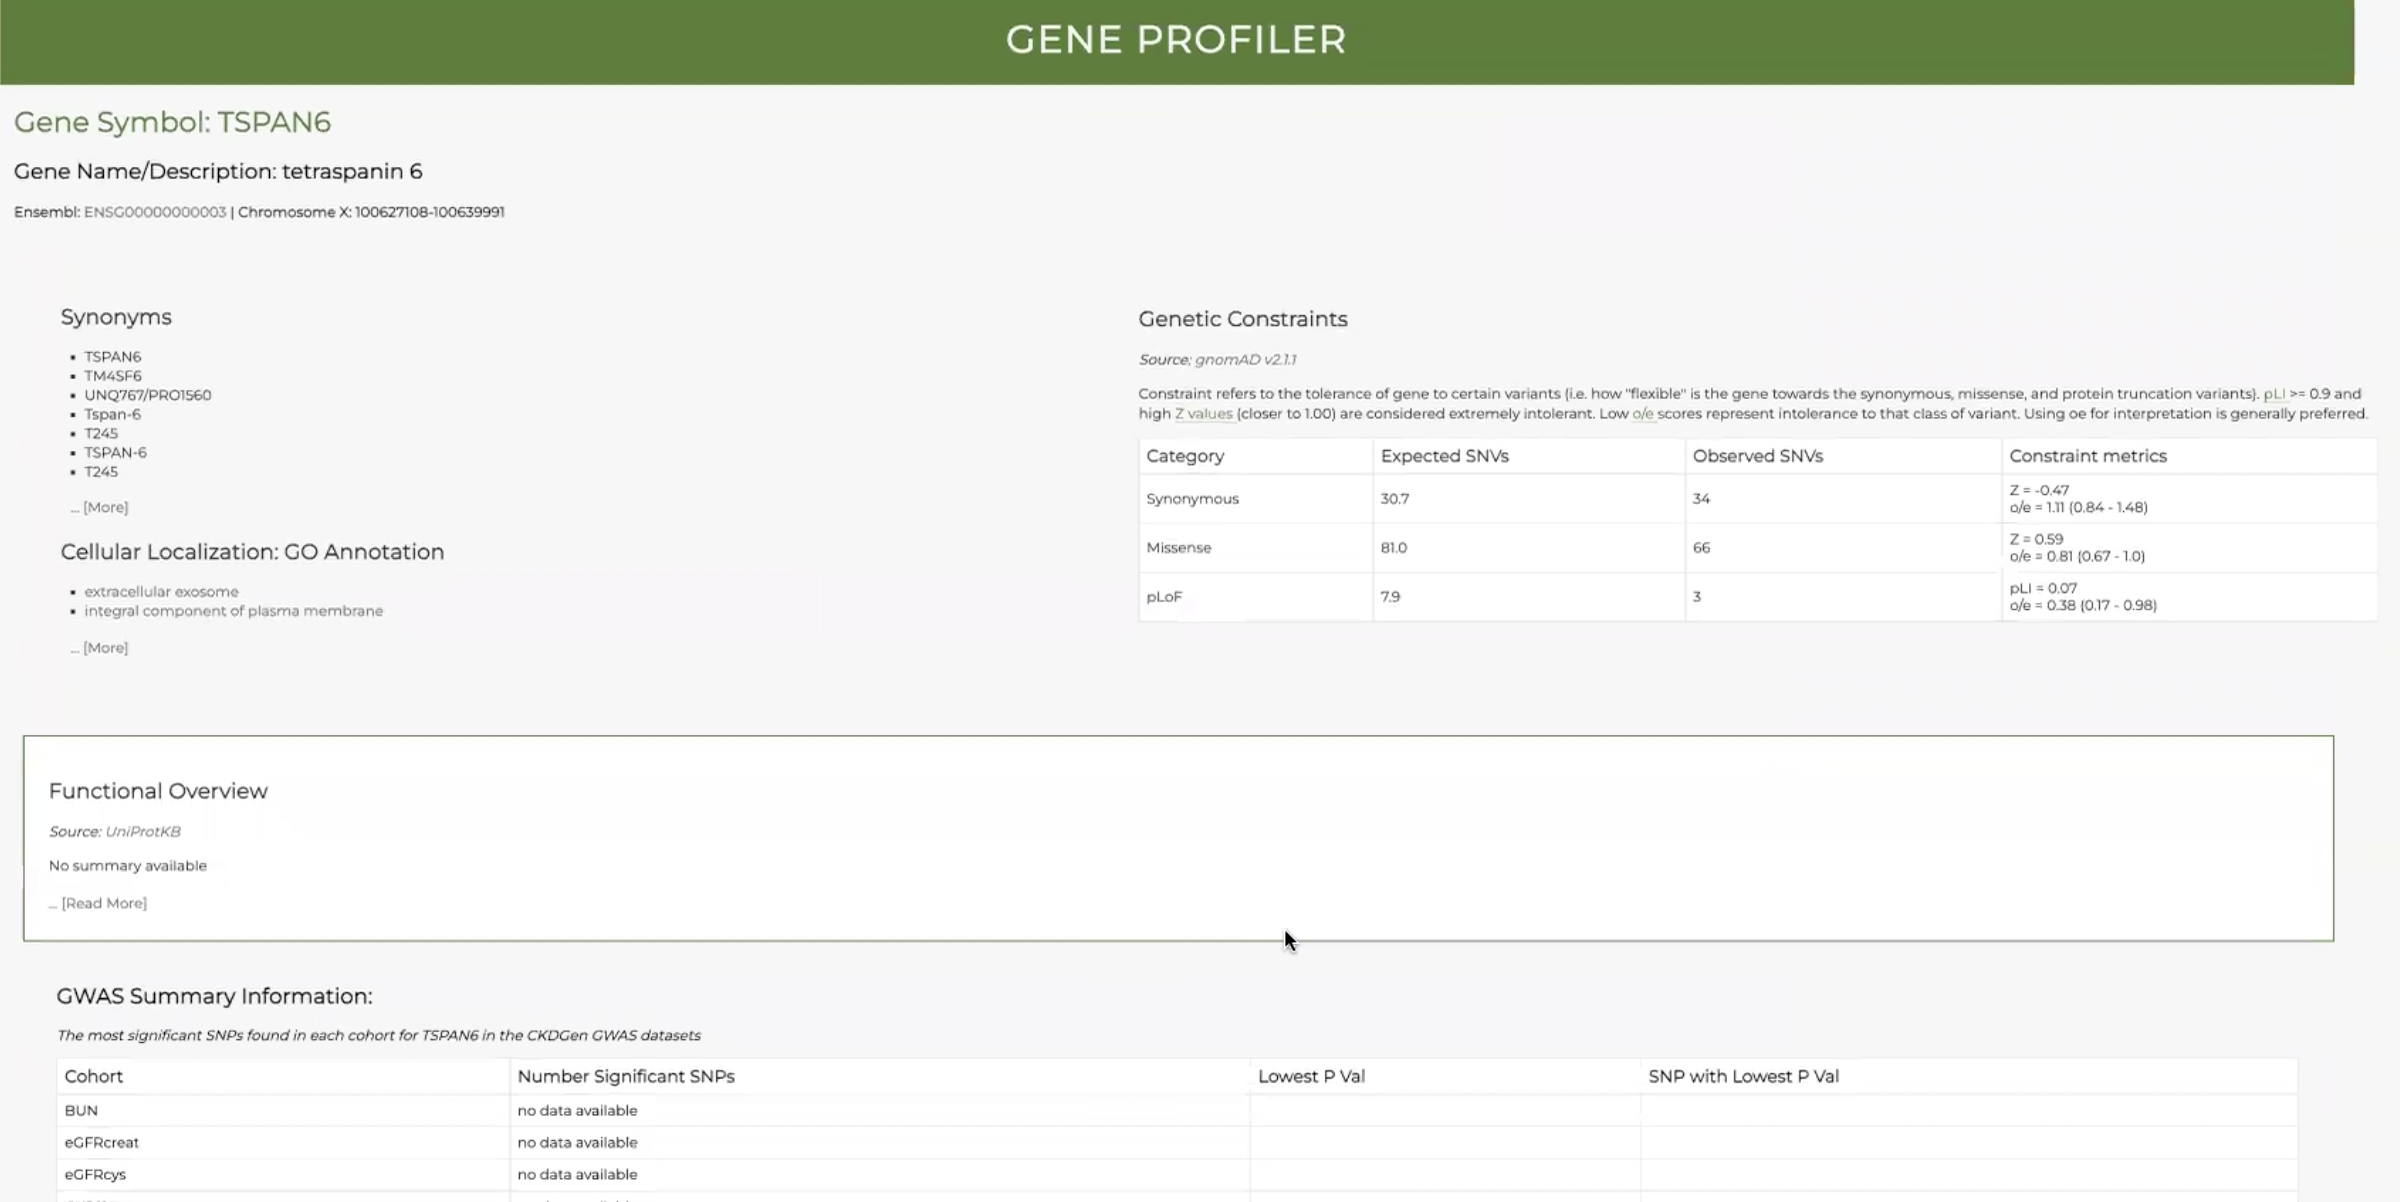 GENE PROFILER
Gene Symbol: TSPAN6
Gene Name/Description: tetraspanin 6
Ensembl: ENSG00000000003 | Chromosome X: 100627108-100639991
Synonyms
▪ TSPAN6
▪ TM4SF6
▪ UNQ767/PRO1560
▪ Tspan-6
▪ T245
▪ TSPAN-6
▪ T245
... [More]
Cellular Localization: GO Annotation
▪ extracellular exosome
▪ integral component of plasma membrane
... [More]
Genetic Constraints
Source: gnomAD v2.1.1
Constraint refers to the tolerance of gene to certain variants (i.e. how "flexible" is the gene towards the synonymous, missense, and protein truncation variants). pLI >= 0.9 and
high Z values (closer to 1.00) are considered extremely intolerant. Low o/e scores represent intolerance to that class of variant. Using oe for interpretation is generally preferred.
Category Expected SNVs Observed SNVs Constraint metrics
Synonymous 30.7 34 Z = -0.47
o/e = 1.11 (0.84 - 1.48)
Missense 81.0 66 Z = 0.59
o/e = 0.81 (0.67 - 1.0)
pLoF 7.9 3 pLI = 0.07
o/e = 0.38 (0.17 - 0.98)
Functional Overview
Source: UniProtKB
No summary available
... [Read More]
GWAS Summary Information:
The most significant SNPs found in each cohort for TSPAN6 in the CKDGen GWAS datasets
Cohort Number Significant SNPs Lowest P Val SNP with Lowest P Val
BUN no data available
eGFRcreat no data available
eGFRcys no data available